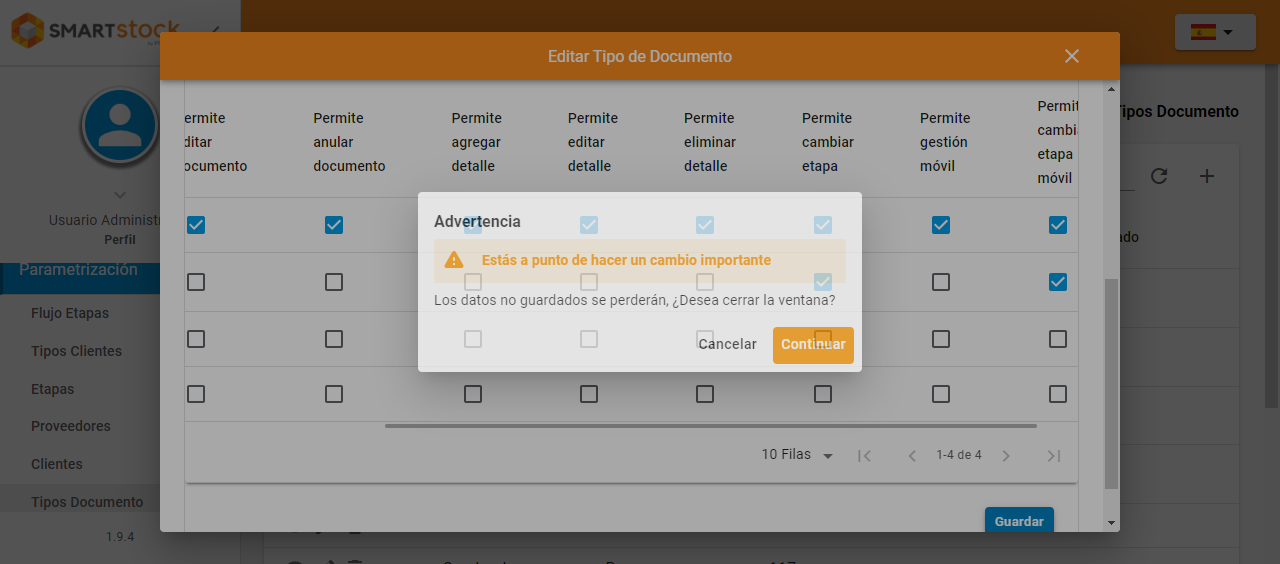 SMARTstock
Editar Tipo de Documento
Tipos Documento
ermite
ditar
ocumento
Permite
anular
documento
Permite
agregar
detalle
Permite
editar
detalle
Permite
eliminar
detalle
Permite
cambiar
etapa
Permite
gestión
móvil
Permit
cambi
etapa
móvil
Usuario Administr
Perfil
Parametrización
Flujo Etapas
Tipos Clientes
Etapas
Proveedores
Clientes
Tipos Documento
1.9.4
Advertencia
Estás a punto de hacer un cambio importante
Los datos no guardados se perderán, ¿Desea cerrar la ventana?
Cancelar
Continuar
ado
10 Filas
1-4 de 4
Guardar